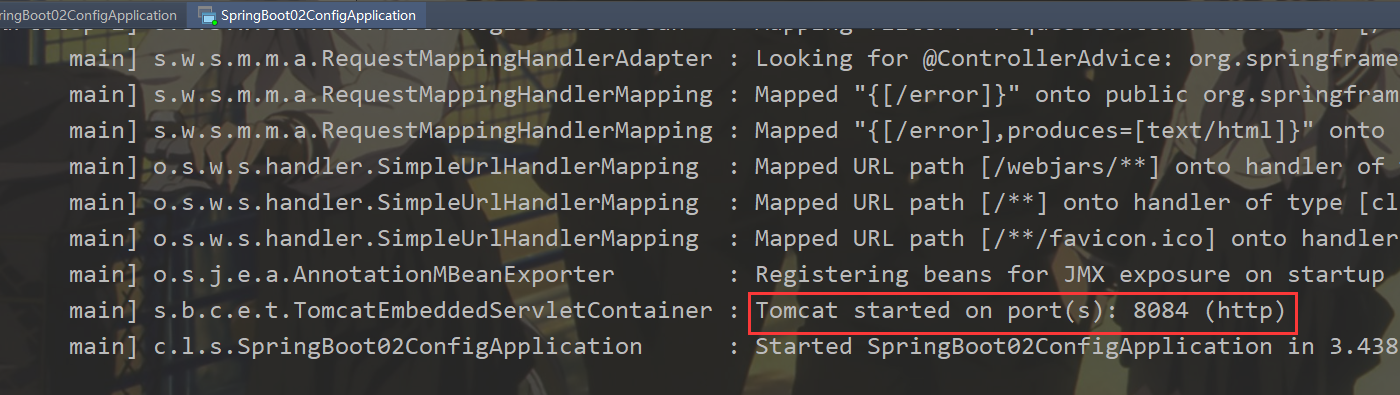 ringBoot02ConfigApplication SpringBoot02ConfigApplication
main] s.w.s.m.m.a.RequestMappingHandlerAdapter : Looking for @ControllerAdvice: org.springframe
main] s.w.s.m.m.a.RequestMappingHandlerMapping : Mapped "{[/error]}" onto public org.springfram
main] s.w.s.m.m.a.RequestMappingHandlerMapping : Mapped "{[/error],produces=[text/html]}" onto
main] o.s.w.s.handler.SimpleUrlHandlerMapping : Mapped URL path [/webjars/**] onto handler of
main] o.s.w.s.handler.SimpleUrlHandlerMapping : Mapped URL path [/**] onto handler of type [cl
main] o.s.w.s.handler.SimpleUrlHandlerMapping : Mapped URL path [/**/favicon.ico] onto handler
main] o.s.j.e.a.AnnotationMBeanExporter : Registering beans for JMX exposure on startup
main] s.b.c.e.t.TomcatEmbeddedServletContainer : Tomcat started on port(s): 8084 (http)
main] c.l.s.SpringBoot02ConfigApplication : Started SpringBoot02ConfigApplication in 3.438